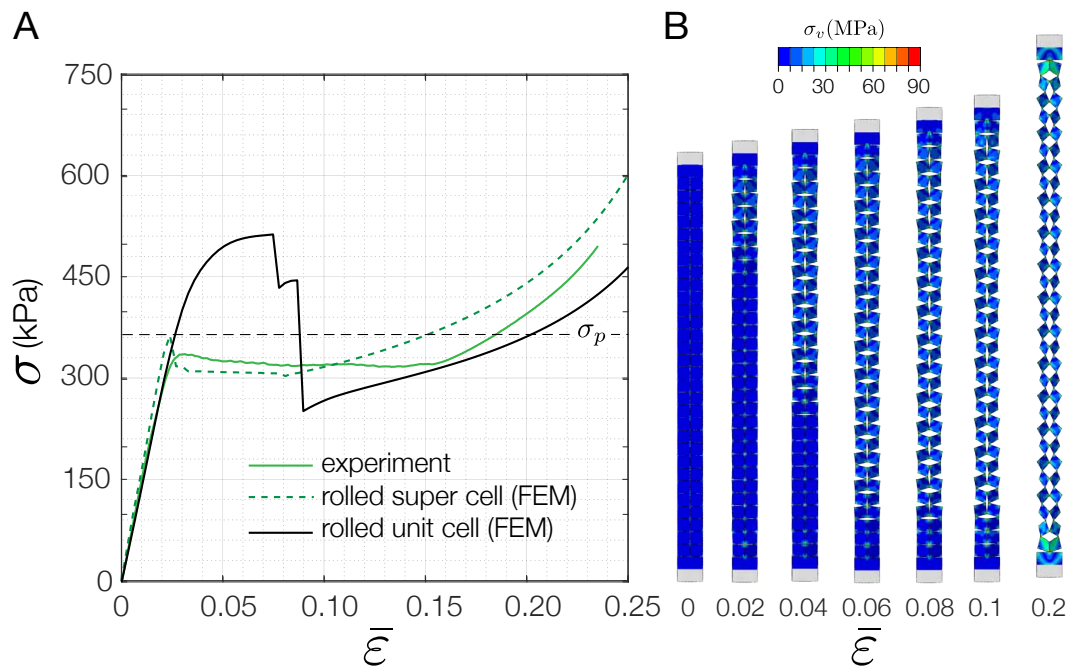 A
σ (kPa)
750
600
450
300
150
0
σp
experiment
rolled super cell (FEM)
rolled unit cell (FEM)
0 0.05 0.10 0.15 0.20 0.25
ε̅
B
σv(MPa)
0 30 60 90
0 0.02 0.04 0.06 0.08 0.1 0.2
ε̅